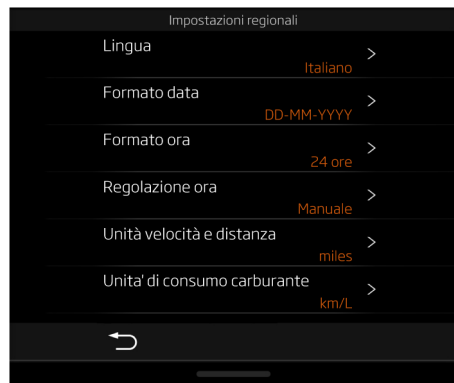 Impostazioni regionali
Lingua
Italiano
Formato data
DD-MM-YYYY
Formato ora
24 ore
Regolazione ora
Manuale
Unità velocità e distanza
miles
Unita' di consumo carburante
km/L